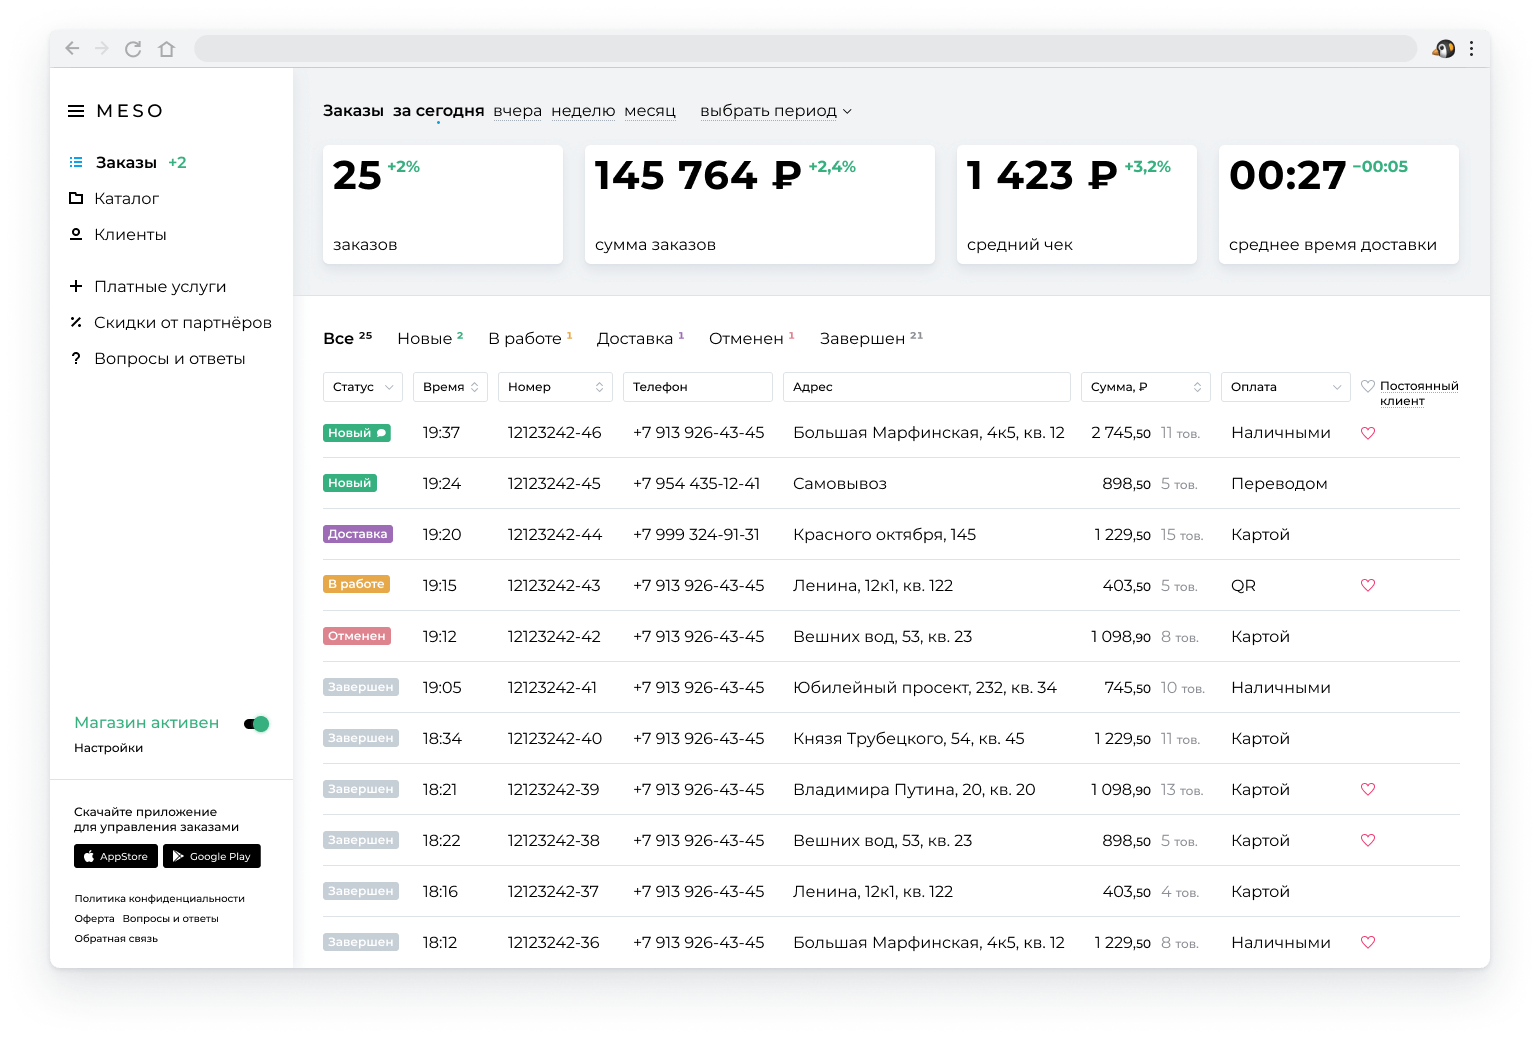 MESO
Заказы +2
Каталог
Клиенты
Платные услуги
Скидки от партнёров
? Вопросы и ответы
Магазин активен
Настройки
Скачайте приложение
для управления заказами
AppStore Google Play
Политика конфиденциальности
Оферта Вопросы и ответы
Обратная связь
Заказы за сегодня вчера неделю месяц выбрать период
25 +2%
заказов
145 764 ₽ +2,4%
сумма заказов
1 423 ₽ +3,2%
средний чек
00:27 −00:05
среднее время доставки
Все 25 Новые 2 В работе 1 Доставка 1 Отменен 1 Завершен 21
Статус Время Номер Телефон Адрес Сумма, ₽ Оплата Постоянный
клиент
Новый 19:37 12123242-46 +7 913 926-43-45 Большая Марфинская, 4к5, кв. 12 2 745,50 11 тов. Наличными
Новый 19:24 12123242-45 +7 954 435-12-41 Самовывоз 898,50 5 тов. Переводом
Доставка 19:20 12123242-44 +7 999 324-91-31 Красного октября, 145 1 229,50 15 тов. Картой
В работе 19:15 12123242-43 +7 913 926-43-45 Ленина, 12к1, кв. 122 403,50 5 тов. QR
Отменен 19:12 12123242-42 +7 913 926-43-45 Вешних вод, 53, кв. 23 1 098,90 8 тов. Картой
Завершен 19:05 12123242-41 +7 913 926-43-45 Юбилейный просект, 232, кв. 34 745,50 10 тов. Наличными
Завершен 18:34 12123242-40 +7 913 926-43-45 Князя Трубецкого, 54, кв. 45 1 229,50 11 тов. Картой
Завершен 18:21 12123242-39 +7 913 926-43-45 Владимира Путина, 20, кв. 20 1 098,90 13 тов. Картой
Завершен 18:22 12123242-38 +7 913 926-43-45 Вешних вод, 53, кв. 23 898,50 5 тов. Картой
Завершен 18:16 12123242-37 +7 913 926-43-45 Ленина, 12к1, кв. 122 403,50 4 тов. Картой
Завершен 18:12 12123242-36 +7 913 926-43-45 Большая Марфинская, 4к5, кв. 12 1 229,50 8 тов. Наличными